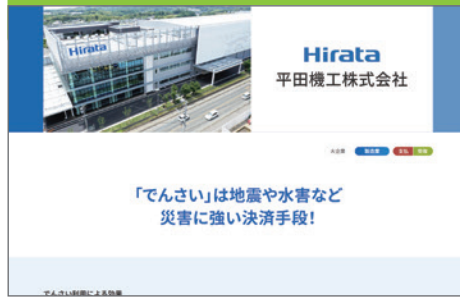 Hirata
Hirata
平田機工株式会社
大企業 製造業 支払
「でんさい」は地震や水害など
災害に強い決済手段！
でんさい利用による効果